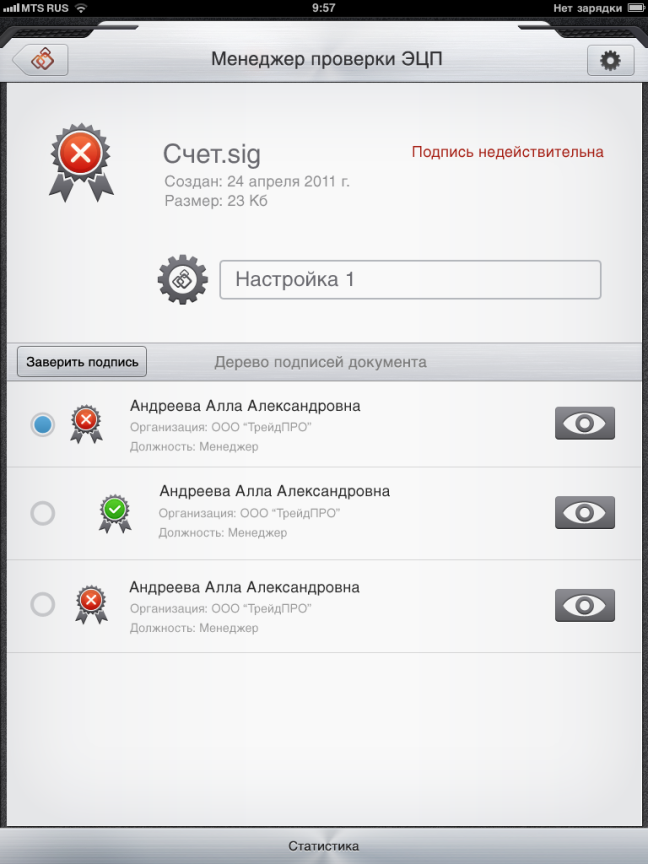 MTS RUS
9:57
Нет зарядки
Менеджер проверки ЭЦП
Счет.sig
Подпись недействительна
Создан: 24 апреля 2011 г.
Размер: 23 Кб
Настройка 1
Заверить подпись
Дерево подписей документа
Андреева Алла Александровна
Организация: ООО “ТрейдПРО”
Должность: Менеджер
Андреева Алла Александровна
Организация: ООО “ТрейдПРО”
Должность: Менеджер
Андреева Алла Александровна
Организация: ООО “ТрейдПРО”
Должность: Менеджер
Статистика